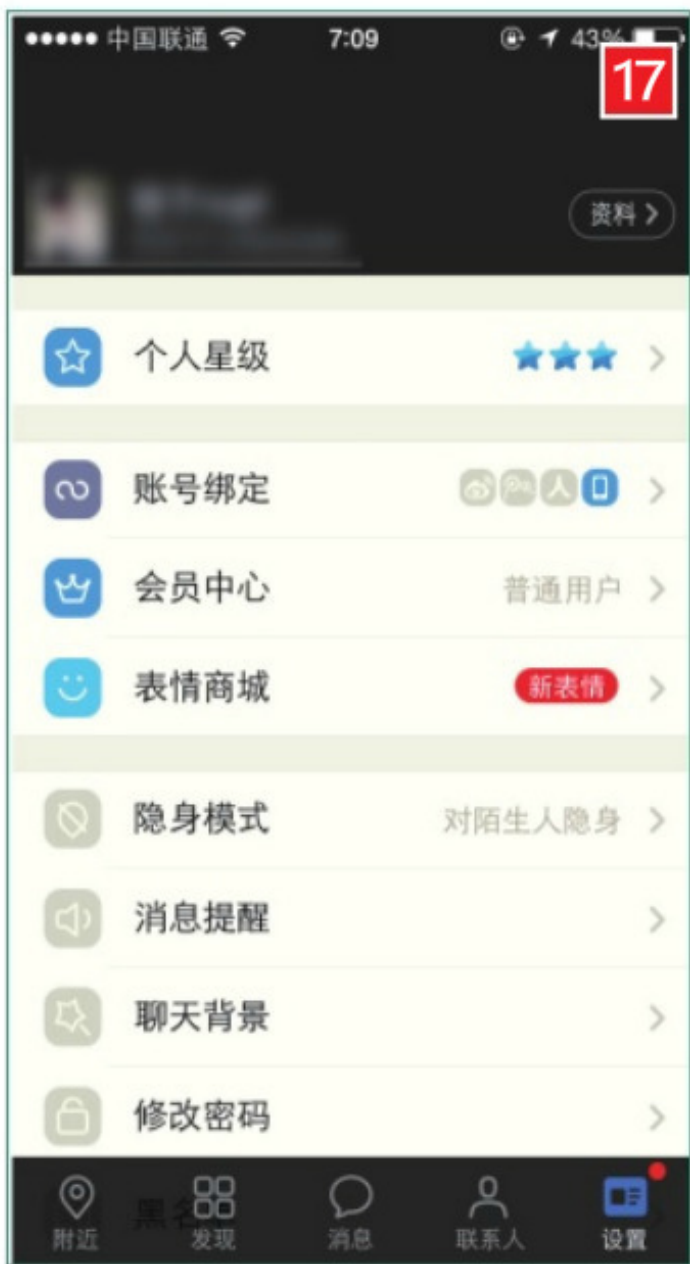 中国联通 7:09 43%
17
资料
个人星级
账号绑定
会员中心 普通用户
表情商城 新表情
隐身模式 对陌生人隐身
消息提醒
聊天背景
修改密码
黑名
附近 发现 消息 联系人 设置